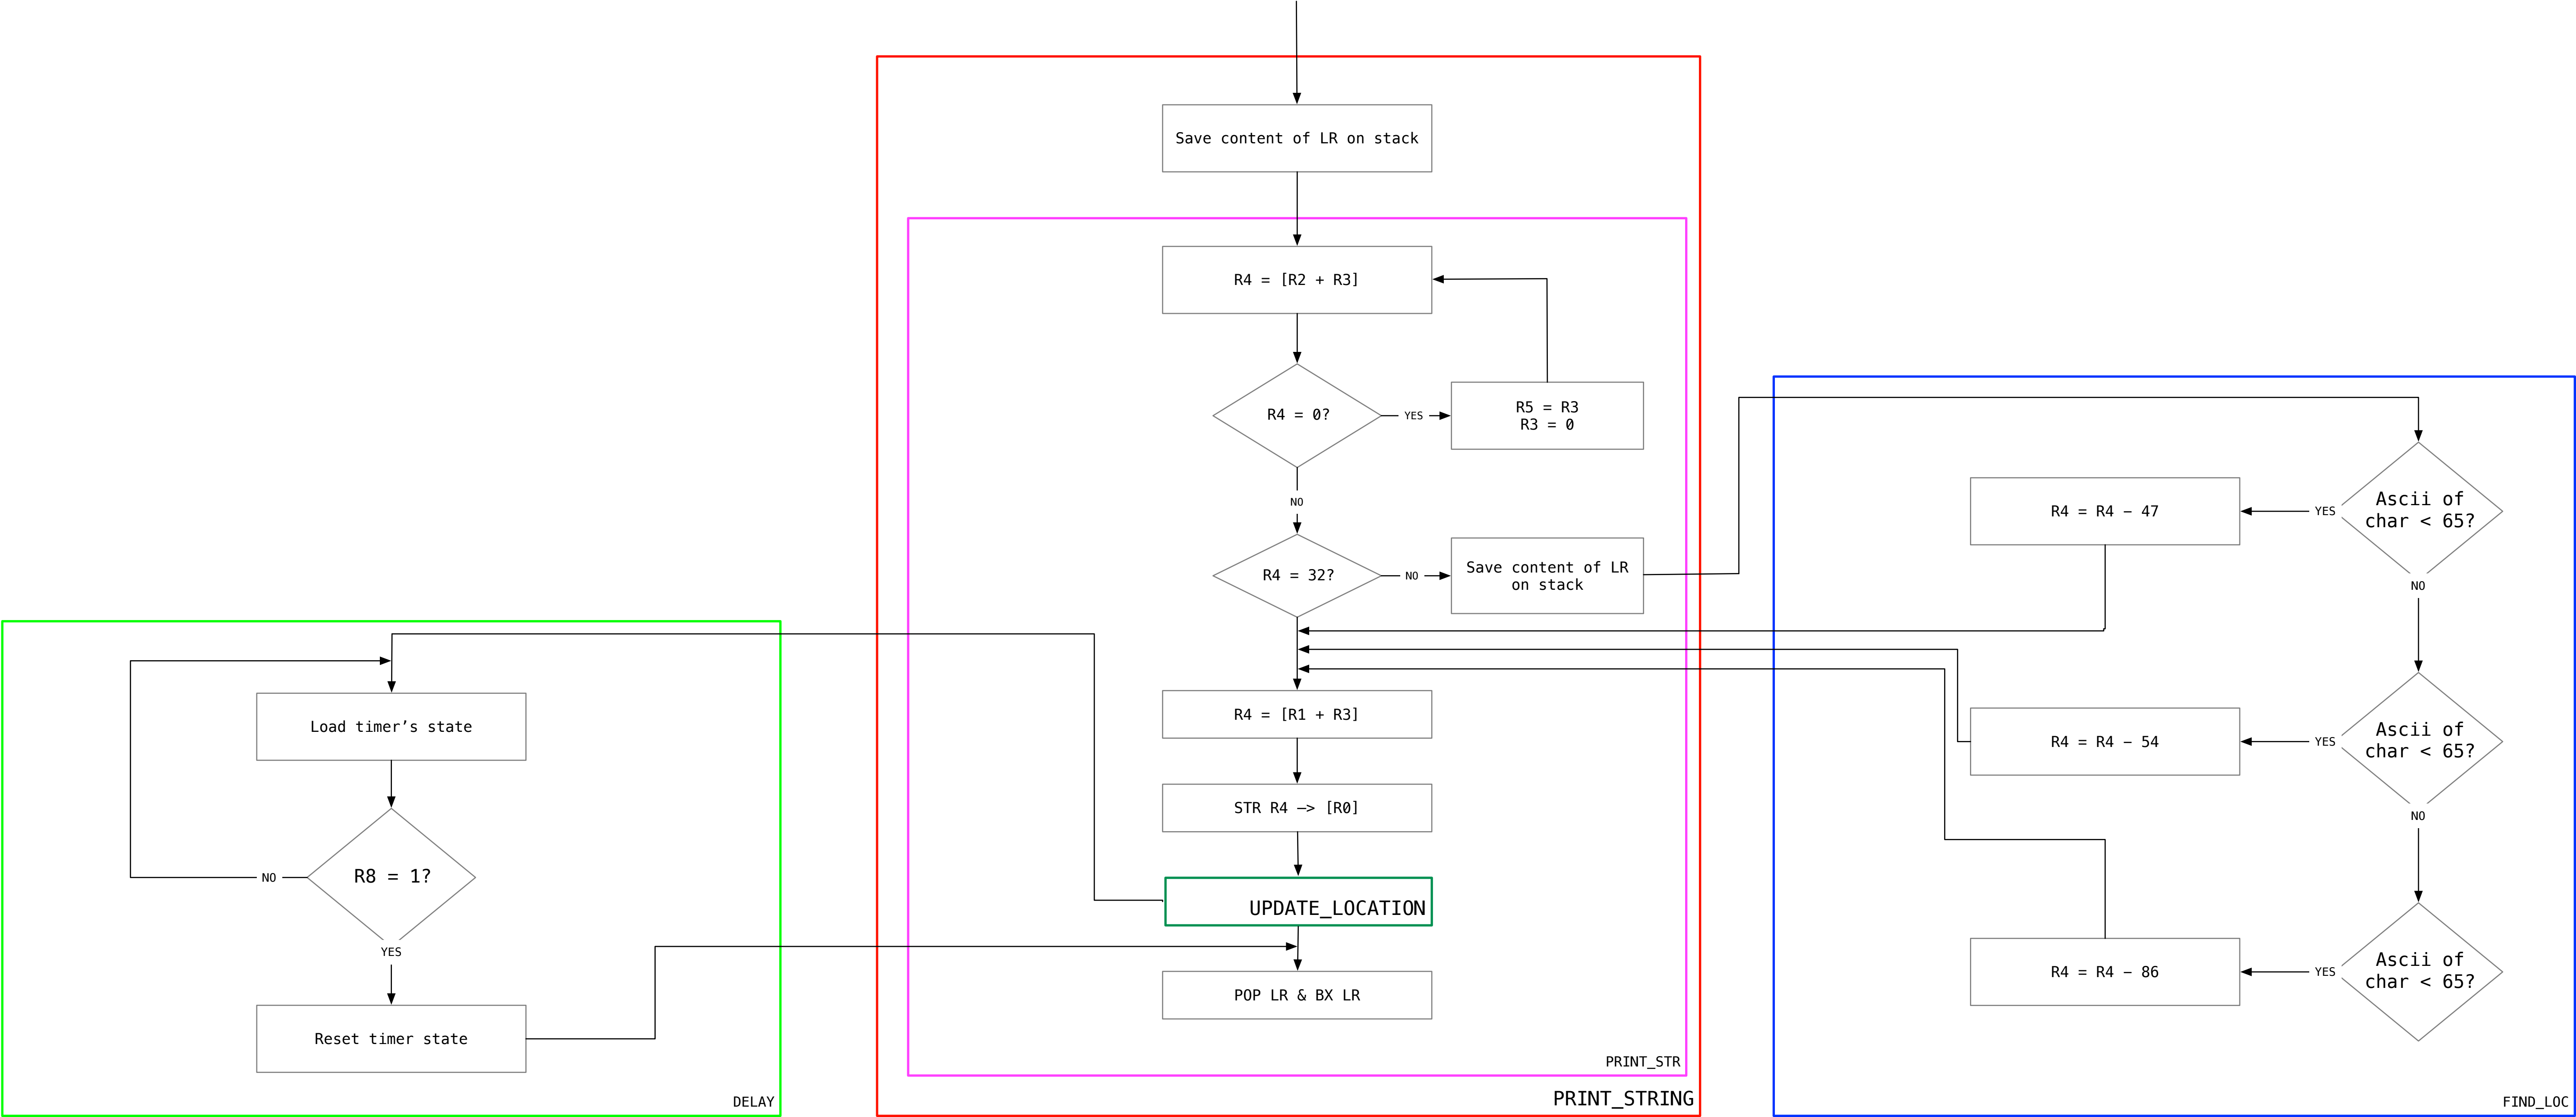 Save content of LR on stack
R4 = [R2 + R3]
R4 = 0?
YES
R5 = R3
R3 = 0
NO
R4 = 32?
NO
Save content of LR
on stack
R4 = [R1 + R3]
STR R4 —> [R0]
UPDATE_LOCATION
POP LR & BX LR
PRINT_STR
PRINT_STRING
Load timer’s state
R8 = 1?
NO
YES
Reset timer state
DELAY
Ascii of
char < 65?
YES
R4 = R4 – 47
NO
Ascii of
char < 65?
YES
R4 = R4 – 54
NO
Ascii of
char < 65?
YES
R4 = R4 – 86
FIND_LOC